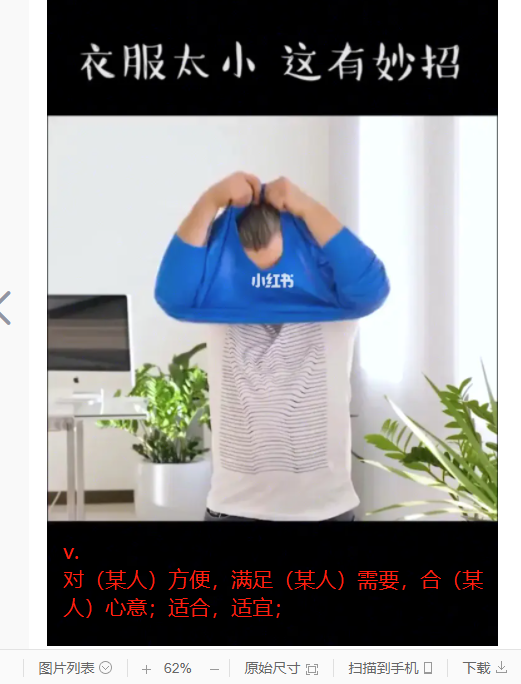 衣服太小 这有妙招
小红书
v.
对（某人）方便，满足（某人）需要，合（某
人）心意；适合，适宜；
图片列表
62%
原始尺寸
扫描到手机
下载